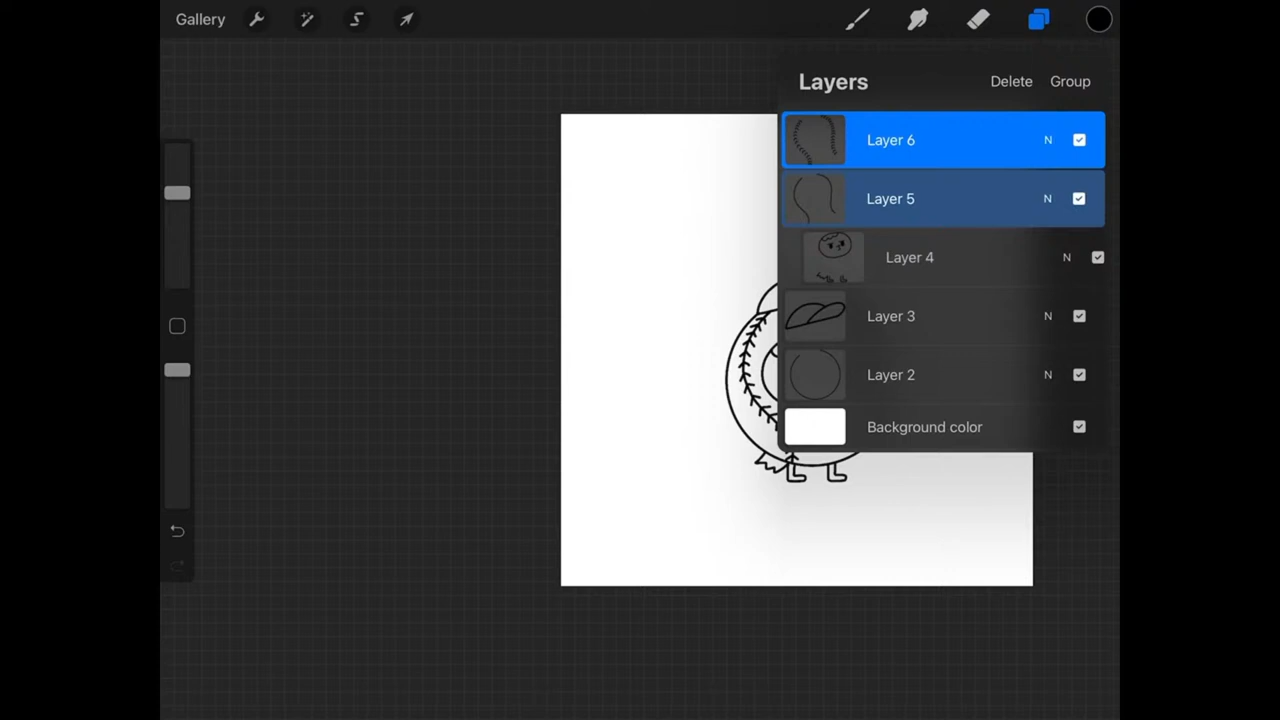 Gallery
Layers Delete Group
Layer 6 N
Layer 5 N
Layer 4 N
Layer 3 N
Layer 2 N
Background color